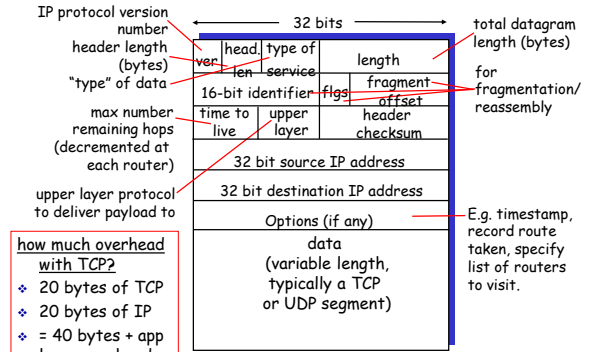 IP protocol version
number
header length
(bytes)
"type" of data
max number
remaining hops
(decremented at
each router)
upper layer protocol
to deliver payload to
how much overhead
with TCP?
❖ 20 bytes of TCP
❖ 20 bytes of IP
❖ = 40 bytes + app
32 bits
ver
head.
len
type of
service
length
16-bit identifier
flgs
fragment
offset
time to
live
upper
layer
header
checksum
32 bit source IP address
32 bit destination IP address
Options (if any)
data
(variable length,
typically a TCP
or UDP segment)
total datagram
length (bytes)
for
fragmentation/
reassembly
E.g. timestamp,
record route
taken, specify
list of routers
to visit.